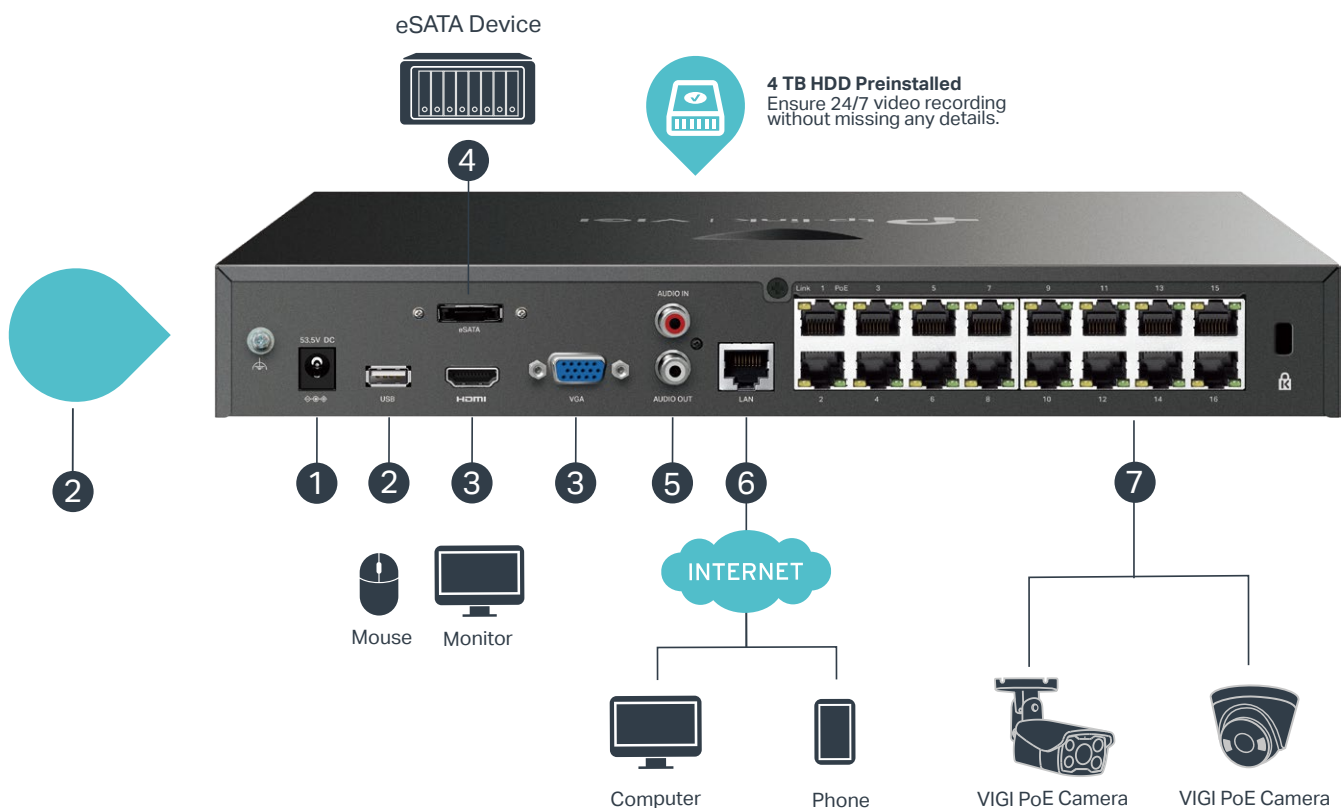 eSATA Device
4 TB HDD Preinstalled
Ensure 24/7 video recording
without missing any details.
4
tp-link | VIGI
AUDIO IN
Link 1 PoE 3 5 7 9 11 13 15
eSATA
53.5V DC
USB
HDMI
VGA
AUDIO OUT
LAN
2 4 6 8 10 12 14 16
2
1
2
3
3
5
6
7
INTERNET
Mouse
Monitor
Computer
Phone
VIGI PoE Camera
VIGI PoE Camera